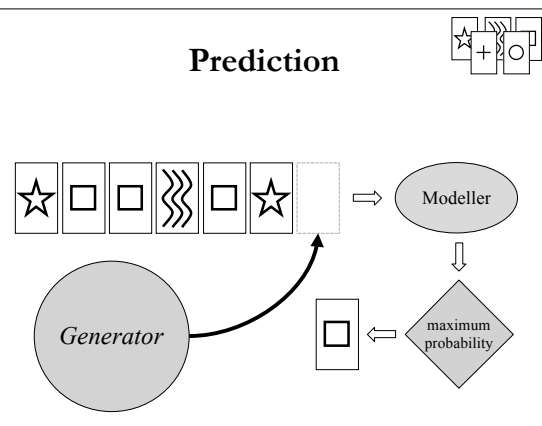 Prediction
Modeller
Generator
maximum
probability